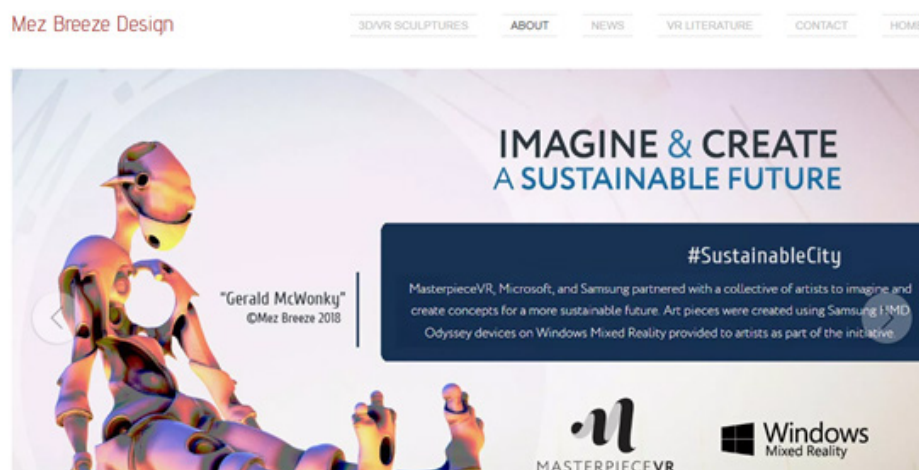 Mez Breeze Design
3D/VR SCULPTURES ABOUT NEWS VR LITERATURE CONTACT HOME
IMAGINE & CREATE
A SUSTAINABLE FUTURE
#SustainableCity
MasterpieceVR, Microsoft, and Samsung partnered with a collective of artists to imagine and
create concepts for a more sustainable future. Art pieces were created using Samsung HMD
Odyssey devices on Windows Mixed Reality provided to artists as part of the initiative.
"Gerald McWonky"
©Mez Breeze 2018
MASTERPIECEVR
Windows
Mixed Reality